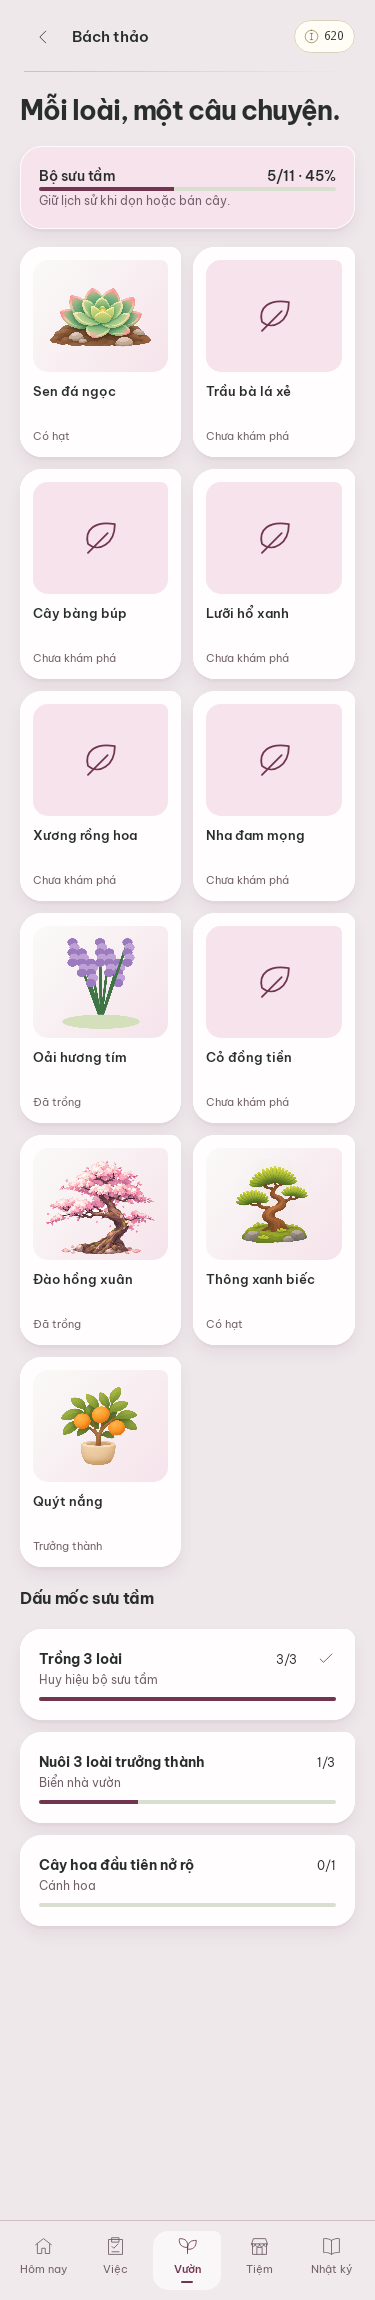 Bách thảo
620
Mỗi loài, một câu chuyện.
Bộ sưu tầm
5/11 · 45%
Giữ lịch sử khi dọn hoặc bán cây.
Sen đá ngọc
Có hạt
Trầu bà lá xẻ
Chưa khám phá
Cây bàng búp
Chưa khám phá
Lưỡi hổ xanh
Chưa khám phá
Xương rồng hoa
Chưa khám phá
Nha đam mọng
Chưa khám phá
Oải hương tím
Đã trồng
Cỏ đồng tiền
Chưa khám phá
Đào hồng xuân
Đã trồng
Thông xanh biếc
Có hạt
Quýt nắng
Trưởng thành
Dấu mốc sưu tầm
Trồng 3 loài
3/3
Huy hiệu bộ sưu tầm
Nuôi 3 loài trưởng thành
1/3
Biển nhà vườn
Cây hoa đầu tiên nở rộ
0/1
Cánh hoa
Hôm nay
Việc
Vườn
Tiệm
Nhật ký